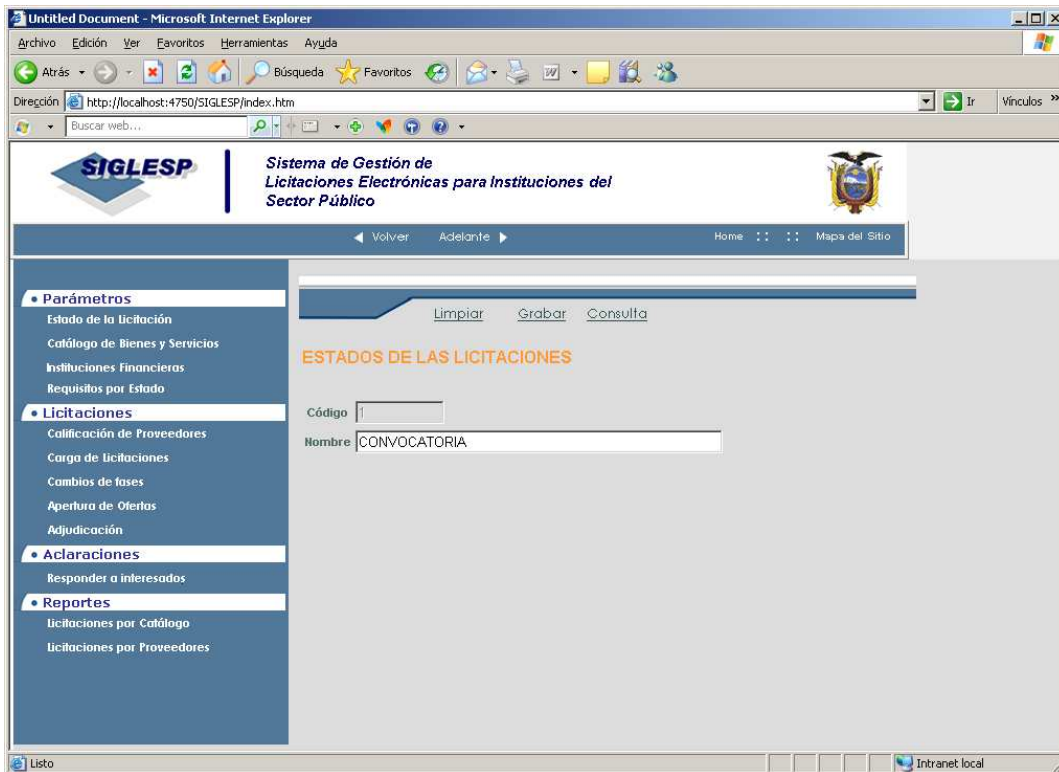 Untitled Document - Microsoft Internet Explorer
Archivo Edición Ver Favoritos Herramientas Ayuda
Atrás Búsqueda Favoritos
Dirección http://localhost:4750/SIGLESP/index.htm Ir Vínculos »
Buscar web...
SIGLESP
Sistema de Gestión de
Licitaciones Electrónicas para Instituciones del
Sector Público
Volver Adelante Home :: :: Mapa del Sitio
• Parámetros
Estado de la Licitación
Catálogo de Bienes y Servicios
Instituciones Financieras
Requisitos por Estado
• Licitaciones
Calificación de Proveedores
Carga de Licitaciones
Cambios de fases
Apertura de Ofertas
Adjudicación
• Aclaraciones
Responder a interesados
• Reportes
Licitaciones por Catálogo
Licitaciones por Proveedores
Limpiar Grabar Consulta
ESTADOS DE LAS LICITACIONES
Código 1
Nombre CONVOCATORIA
Listo Intranet local